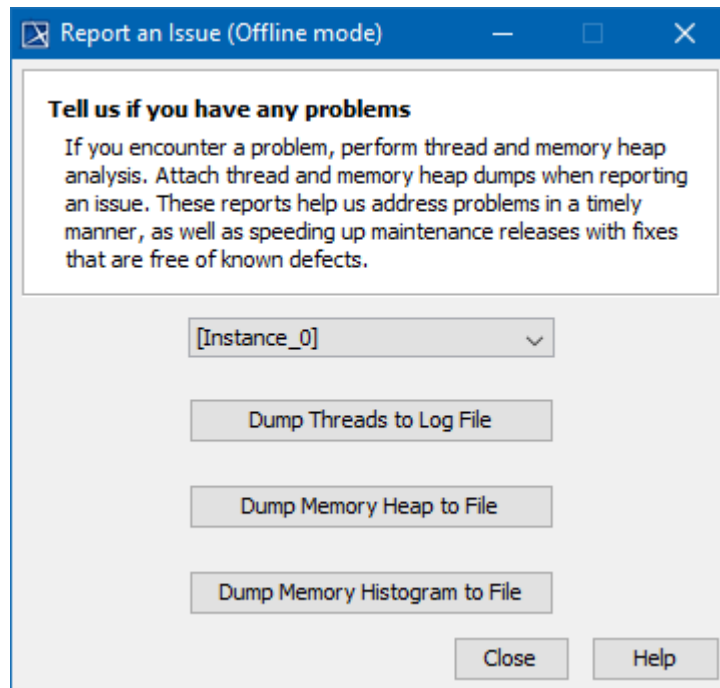 Report an Issue (Offline mode)
Tell us if you have any problems
If you encounter a problem, perform thread and memory heap
analysis. Attach thread and memory heap dumps when reporting
an issue. These reports help us address problems in a timely
manner, as well as speeding up maintenance releases with fixes
that are free of known defects.
[Instance_0]
Dump Threads to Log File
Dump Memory Heap to File
Dump Memory Histogram to File
Close Help